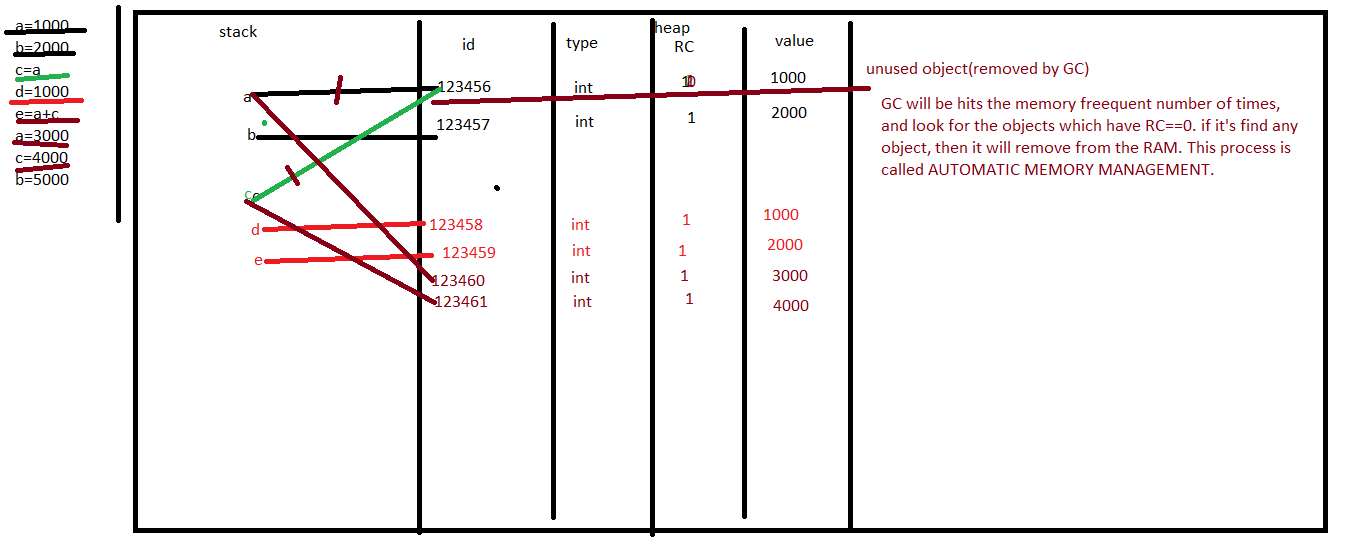 a=1000
b=2000
c=a
d=1000
e=a+c
a=3000
c=4000
b=5000
stack
heap
id
type
RC
value
a
123456
int
1000
b
123457
int
1
2000
c
d
123458
int
1
1000
e
123459
int
1
2000
123460
int
1
3000
123461
int
1
4000
unused object(removed by GC)
GC will be hits the memory freequent number of times,
and look for the objects which have RC==0. if it's find any
object, then it will remove from the RAM. This process is
called AUTOMATIC MEMORY MANAGEMENT.